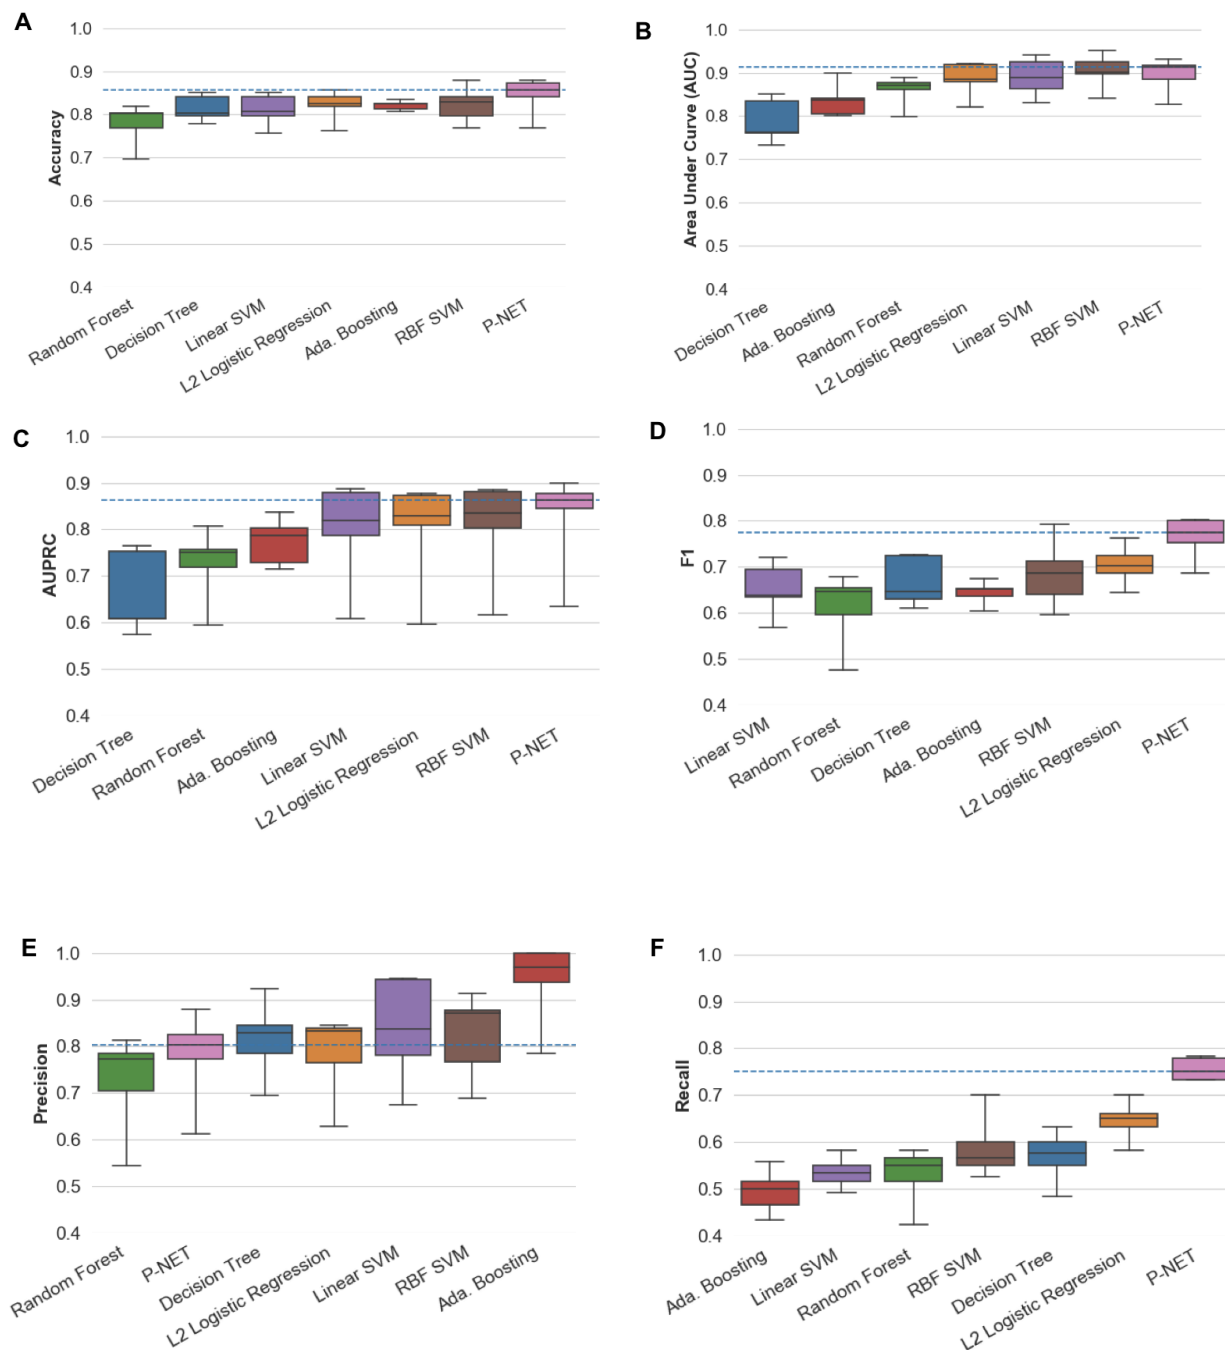 A
Accuracy
1.0
0.9
0.8
0.7
0.6
0.5
0.4
Random Forest
Decision Tree
Linear SVM
L2 Logistic Regression
Ada. Boosting
RBF SVM
P-NET
B
Area Under Curve (AUC)
1.0
0.9
0.8
0.7
0.6
0.5
0.4
Decision Tree
Ada. Boosting
Random Forest
L2 Logistic Regression
Linear SVM
RBF SVM
P-NET
C
AUPRC
1.0
0.9
0.8
0.7
0.6
0.5
0.4
Decision Tree
Random Forest
Ada. Boosting
Linear SVM
L2 Logistic Regression
RBF SVM
P-NET
D
F1
1.0
0.9
0.8
0.7
0.6
0.5
0.4
Linear SVM
Random Forest
Decision Tree
Ada. Boosting
RBF SVM
L2 Logistic Regression
P-NET
E
Precision
1.0
0.9
0.8
0.7
0.6
0.5
0.4
Random Forest
P-NET
Decision Tree
L2 Logistic Regression
Linear SVM
RBF SVM
Ada. Boosting
F
Recall
1.0
0.9
0.8
0.7
0.6
0.5
0.4
Ada. Boosting
Linear SVM
Random Forest
RBF SVM
Decision Tree
L2 Logistic Regression
P-NET